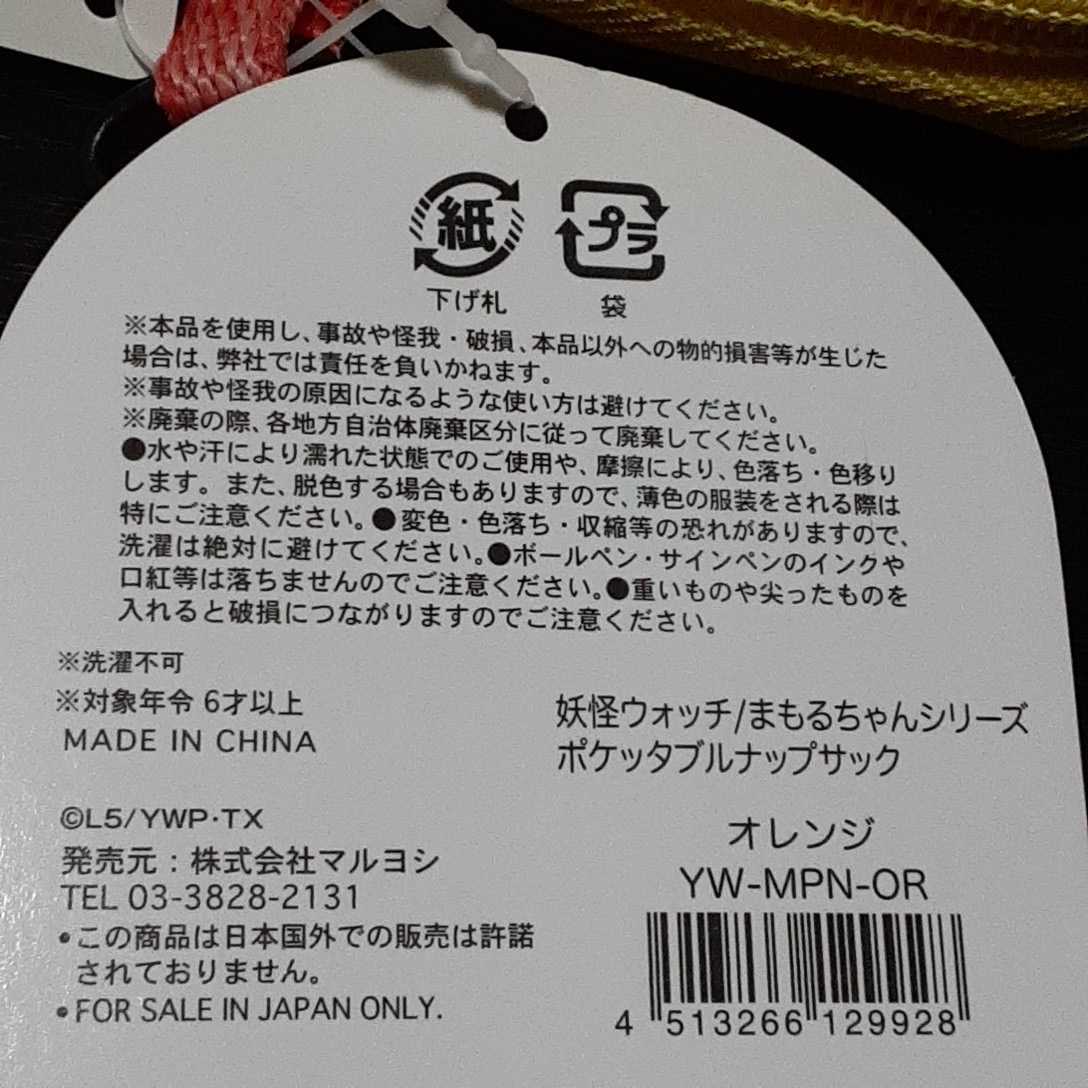 紙 プラ
下げ札 袋
※本品を使用し、事故や怪我・破損、本品以外への物的損害等が生じた
場合は、弊社では責任を負いかねます。
※事故や怪我の原因になるような使い方は避けてください。
※廃棄の際、各地方自治体廃棄区分に従って廃棄してください。
●水や汗により濡れた状態でのご使用や、摩擦により、色落ち・色移り
します。また、脱色する場合もありますので、薄色の服装をされる際は
特にご注意ください。●変色・色落ち・収縮等の恐れがありますので、
洗濯は絶対に避けてください。●ボールペン・サインペンのインクや
口紅等は落ちませんのでご注意ください。●重いものや尖ったものを
入れると破損につながりますのでご注意ください。
※洗濯不可
※対象年令 6才以上
MADE IN CHINA
妖怪ウォッチ/まもるちゃんシリーズ
ポケッタブルナップサック
©L5/YWP・TX
発売元：株式会社マルヨシ
TEL 03-3828-2131
•この商品は日本国外での販売は許諾
されておりません。
•FOR SALE IN JAPAN ONLY.
オレンジ
YW-MPN-OR
4 513266 129928